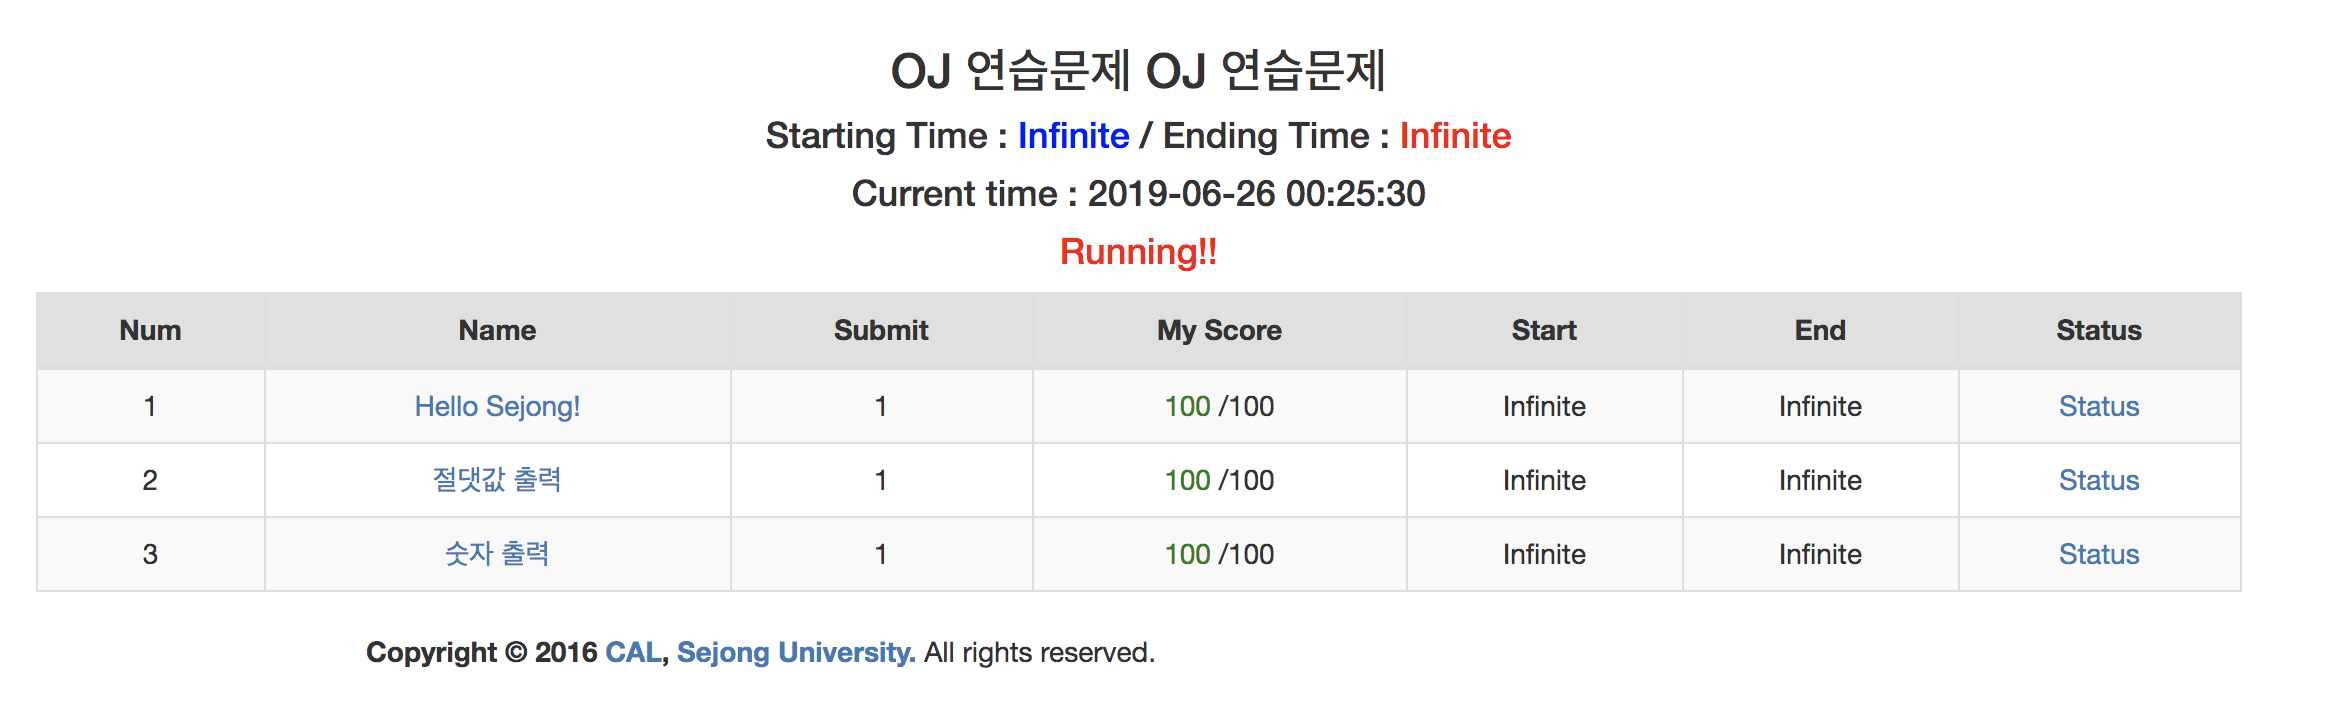 OJ 연습문제 OJ 연습문제
Starting Time : Infinite / Ending Time : Infinite
Current time : 2019-06-26 00:25:30
Running!!
Num Name Submit My Score Start End Status
1 Hello Sejong! 1 100 /100 Infinite Infinite Status
2 절댓값 출력 1 100 /100 Infinite Infinite Status
3 숫자 출력 1 100 /100 Infinite Infinite Status
Copyright © 2016 CAL, Sejong University. All rights reserved.